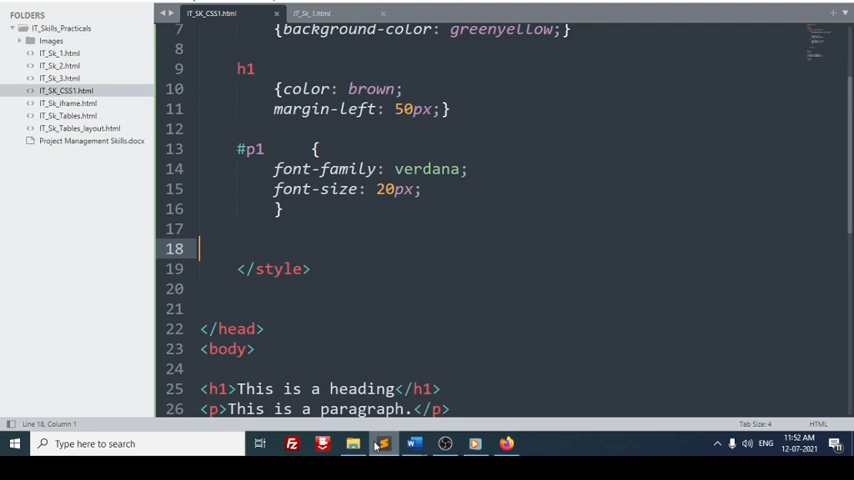 FOLDERS
IT_Skills_Practicals
Images
IT_Sk_1.html
IT_Sk_2.html
IT_Sk_3.html
IT_SK_CSS1.html
IT_Sk_iframe.html
IT_Sk_Tables.html
IT_Sk_Tables_layout.html
Project Management Skills.docx
IT_SK_CSS1.html × IT_Sk_1.html ×
7 {background-color: greenyellow;}
8
9 h1
10 {color: brown;
11 margin-left: 50px;}
12
13 #p1 {
14 font-family: verdana;
15 font-size: 20px;
16 }
17
18
19 </style>
20
21
22 </head>
23 <body>
24
25 <h1>This is a heading</h1>
26 <p>This is a paragraph.</p>
Line 18, Column 1 Tab Size: 4 HTML
Type here to search
ENG
11:52 AM
12-07-2021